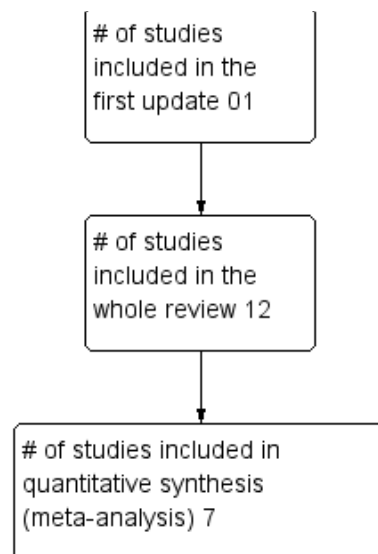 # of studies
included in the
first update 01
# of studies
included in the
whole review 12
# of studies included in
quantitative synthesis
(meta-analysis) 7